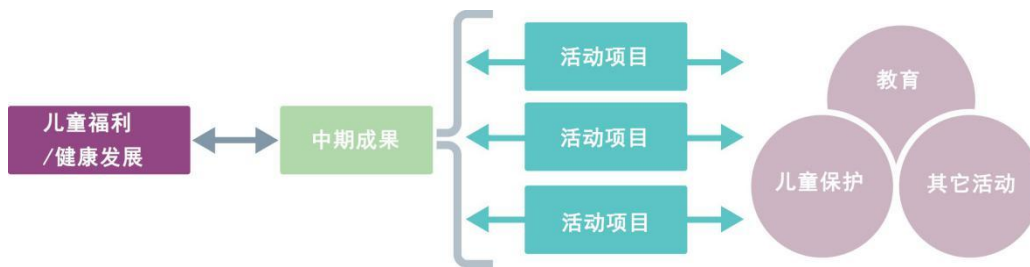 儿童福利
/健康发展
中期成果
活动项目
活动项目
活动项目
教育
儿童保护
其它活动